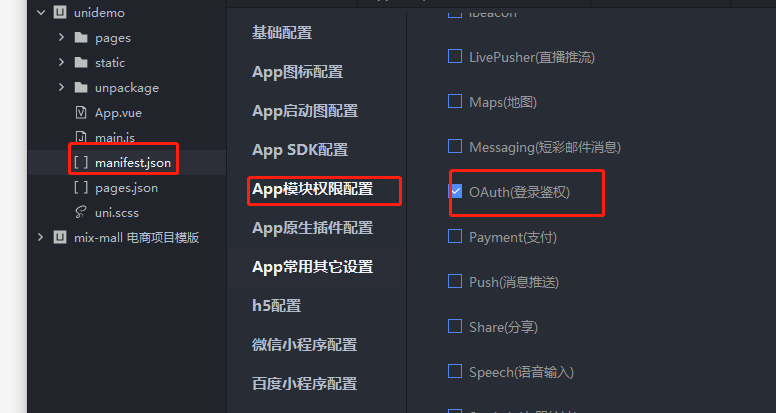 unidemo
pages
static
unpackage
App.vue
main.js
manifest.json
pages.json
uni.scss
mix-mall 电商项目模版
基础配置
App图标配置
App启动图配置
App SDK配置
App模块权限配置
App原生插件配置
App常用其它设置
h5配置
微信小程序配置
百度小程序配置
iBeacon
LivePusher(直播推流)
Maps(地图)
Messaging(短彩邮件消息)
OAuth(登录鉴权)
Payment(支付)
Push(消息推送)
Share(分享)
Speech(语音输入)